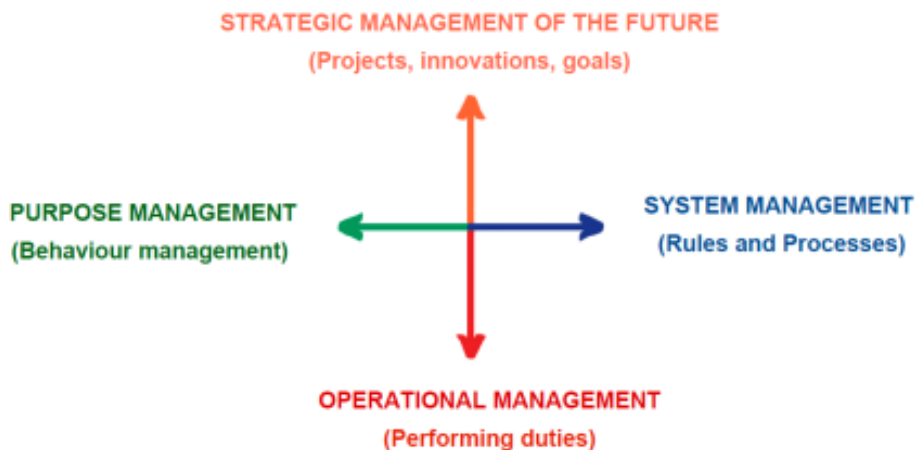 STRATEGIC MANAGEMENT OF THE FUTURE
(Projects, innovations, goals)
PURPOSE MANAGEMENT
(Behaviour management)
SYSTEM MANAGEMENT
(Rules and Processes)
OPERATIONAL MANAGEMENT
(Performing duties)